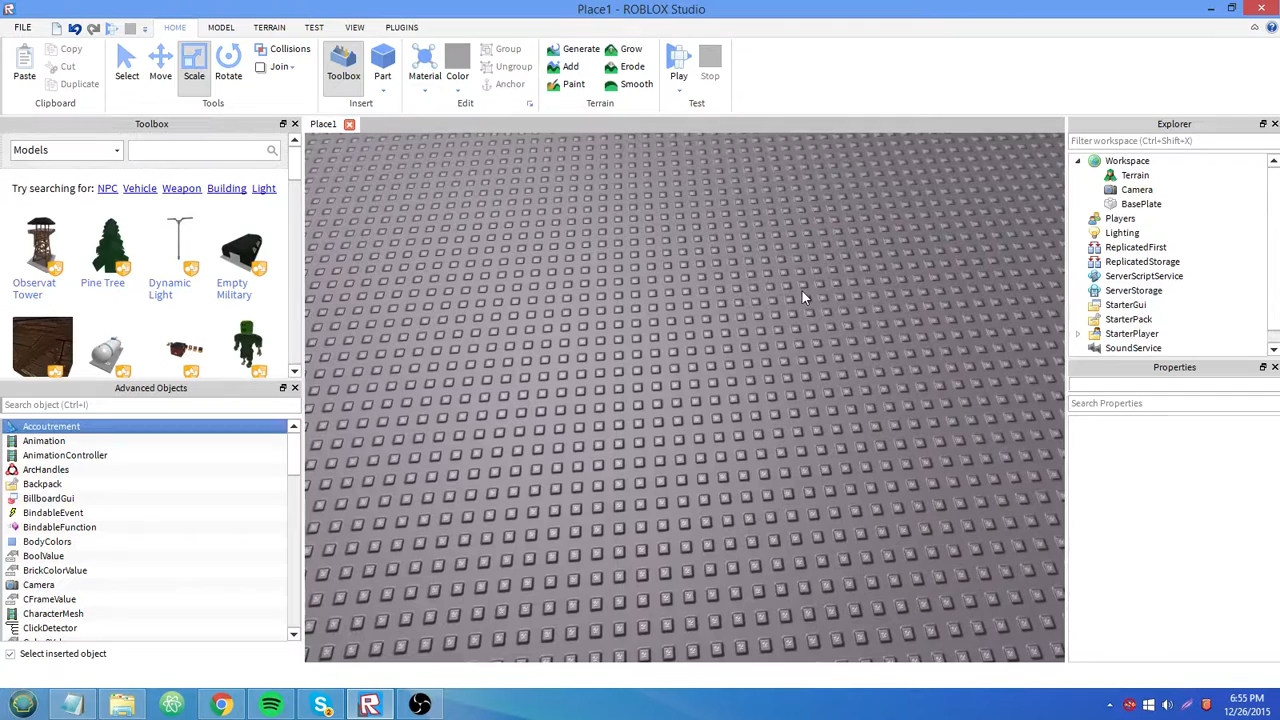 Place1 - ROBLOX Studio
FILE HOME MODEL TERRAIN TEST VIEW PLUGINS
Paste Copy Cut Duplicate
Clipboard
Select Move Scale Rotate Collisions Join
Tools
Toolbox Part
Insert
Material Color Group Ungroup Anchor
Edit
Generate Grow
Add Erode
Paint Smooth
Terrain
Play Stop
Test
Toolbox
Models
Try searching for: NPC Vehicle Weapon Building Light
Observat Tower
Pine Tree
Dynamic Light
Empty Military
Advanced Objects
Search object (Ctrl+I)
Accoutrement
Animation
AnimationController
ArcHandles
Backpack
BillboardGui
BindableEvent
BindableFunction
BodyColors
BoolValue
BrickColorValue
Camera
CFrameValue
CharacterMesh
ClickDetector
Select inserted object
Place1
Explorer
Filter workspace (Ctrl+Shift+X)
Workspace
Terrain
Camera
BasePlate
Players
Lighting
ReplicatedFirst
ReplicatedStorage
ServerScriptService
ServerStorage
StarterGui
StarterPack
StarterPlayer
SoundService
Properties
Search Properties
6:55 PM
12/26/2015